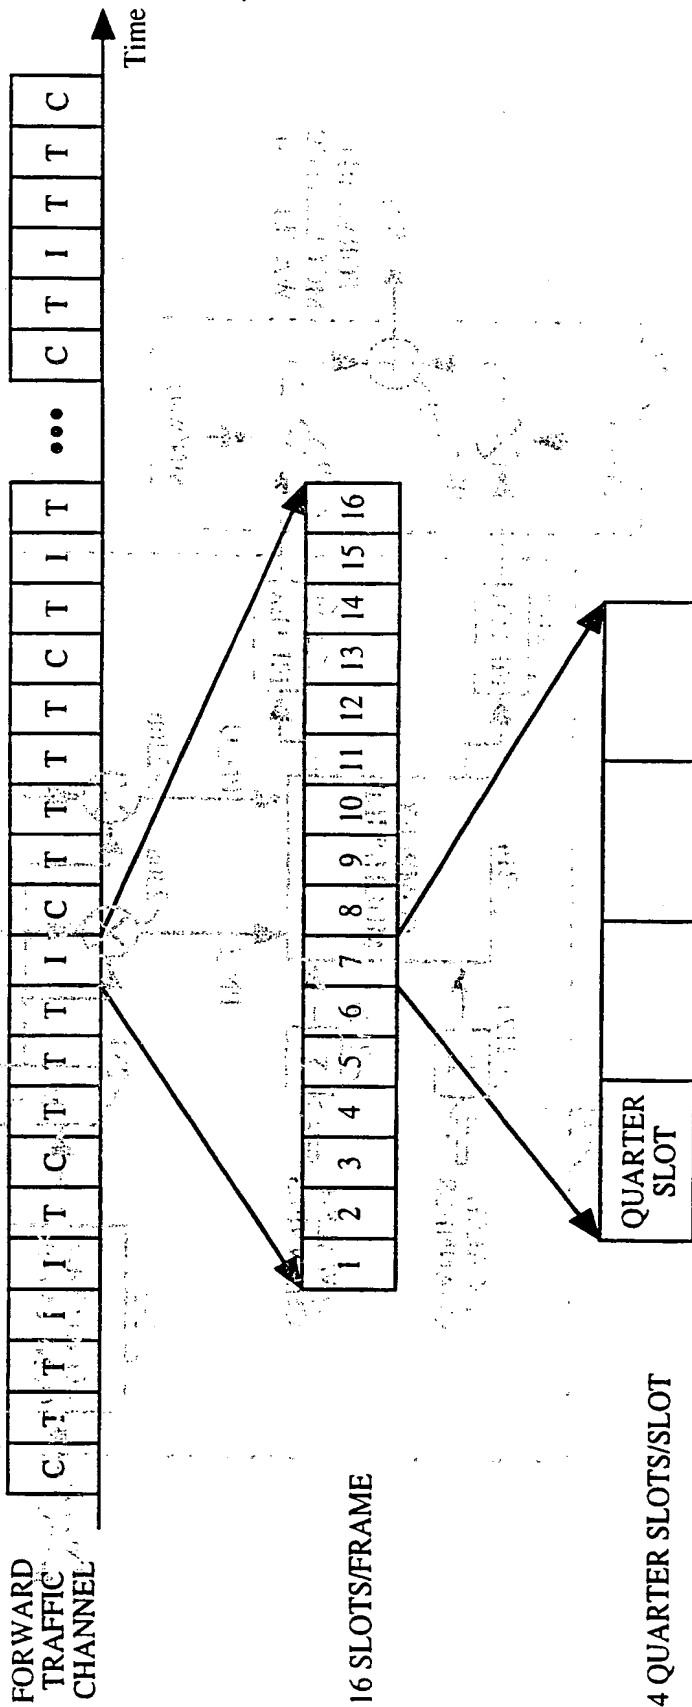 FORWARD
TRAFFIC
CHANNEL
C T T I I T C T T T I C T T T T C T I T ••• C T I T T C
Time
16 SLOTS/FRAME
1 2 3 4 5 6 7 8 9 10 11 12 13 14 15 16
QUARTER
SLOT
4 QUARTER SLOTS/SLOT